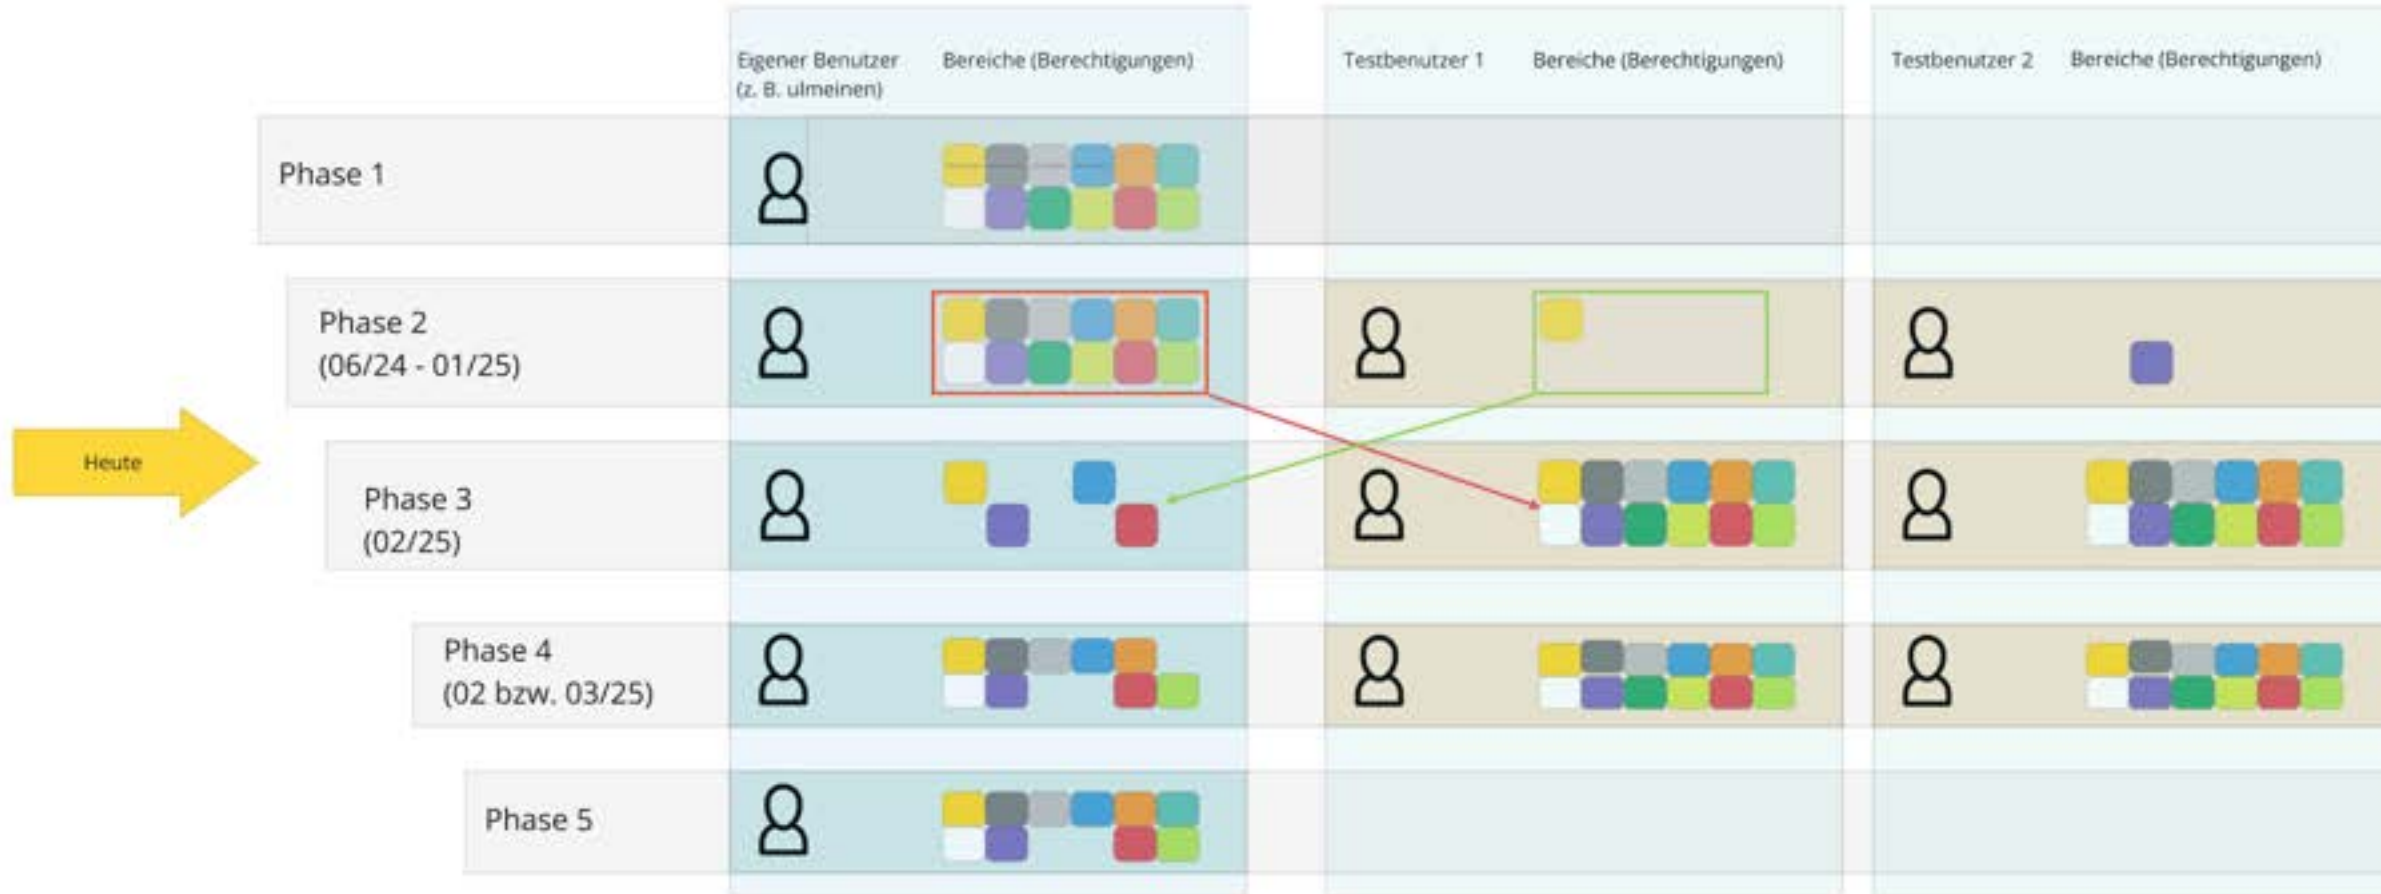 Eigener Benutzer
(z. B. ulmeinen)
Bereiche (Berechtigungen)
Testbenutzer 1
Bereiche (Berechtigungen)
Testbenutzer 2
Bereiche (Berechtigungen)
Phase 1
Phase 2
(06/24 - 01/25)
Heute
Phase 3
(02/25)
Phase 4
(02 bzw. 03/25)
Phase 5